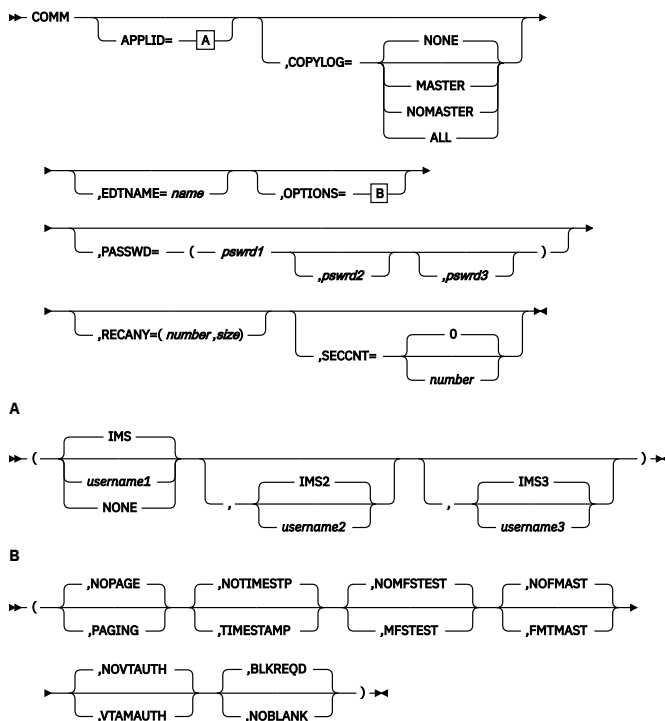 COMM
APPLID= A
,COPYLOG=
NONE
MASTER
NOMASTER
ALL
,EDTNAME= name
,OPTIONS= B
,PASSWD= ( pswrd1 ,pswrd2 ,pswrd3 )
,RECANY=( number ,size)
,SECCNT=
0
number
A
( IMS
username1
NONE
, IMS2
username2
, IMS3
username3 )
B
( ,NOPAGE ,NOTIMESTP ,NOMFSTEST ,NOFMAST
,PAGING ,TIMESTAMP ,MFSTEST ,FMTMAST
,NOVTAUTH ,BLKREQD )
,VTAMAUTH ,NOBLANK